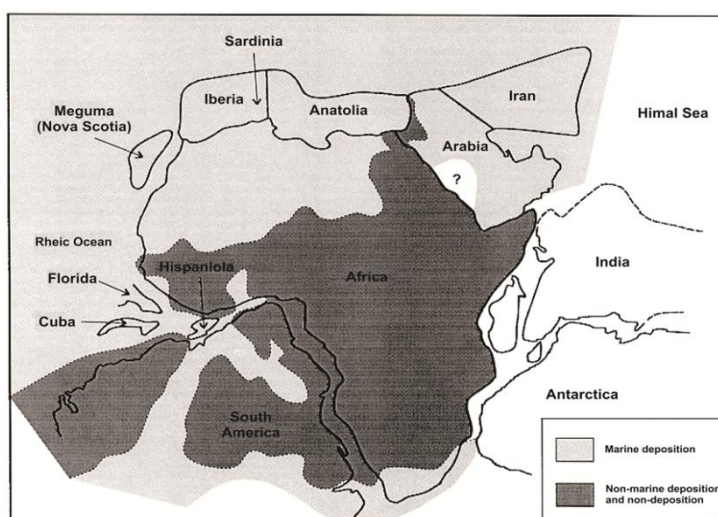 Sardinia
Iberia
Anatolia
Iran
Meguma
(Nova Scotia)
Himal Sea
Arabia
?
Rheic Ocean
Hispaniola
Africa
India
Florida
Cuba
Antarctica
South
America
Marine deposition
Non-marine deposition
and non-deposition